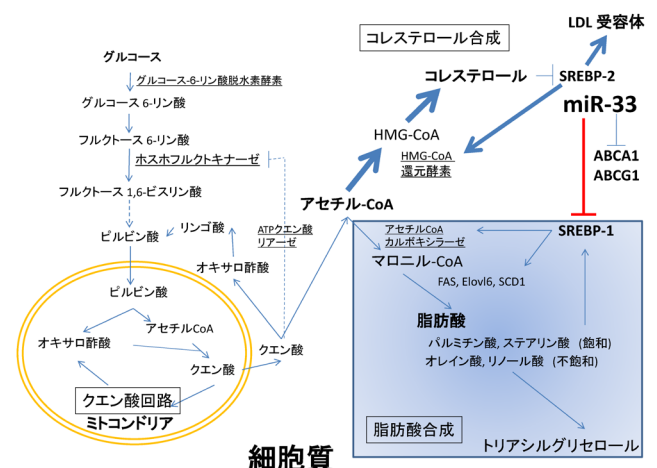 LDL 受容体
コレステロール合成
グルコース
コレステロール
SREBP-2
グルコース-6-リン酸脱水素酵素
miR-33
グルコース 6-リン酸
HMG-CoA
フルクトース 6-リン酸
HMG-CoA
還元酵素
ABCA1
ABCG1
ホスホフルクトキナーゼ
フルクトース 1,6-ビスリン酸
アセチル-CoA
リンゴ酸
ATPクエン酸
リアーゼ
ピルビン酸
アセチルCoA
カルボキシラーゼ
SREBP-1
マロニル-CoA
オキサロ酢酸
FAS, Elovl6, SCD1
ピルビン酸
脂肪酸
アセチルCoA
オキサロ酢酸
クエン酸
パルミチン酸, ステアリン酸 (飽和)
オレイン酸, リノール酸 (不飽和)
クエン酸
クエン酸回路
ミトコンドリア
脂肪酸合成
トリアシルグリセロール
細胞質